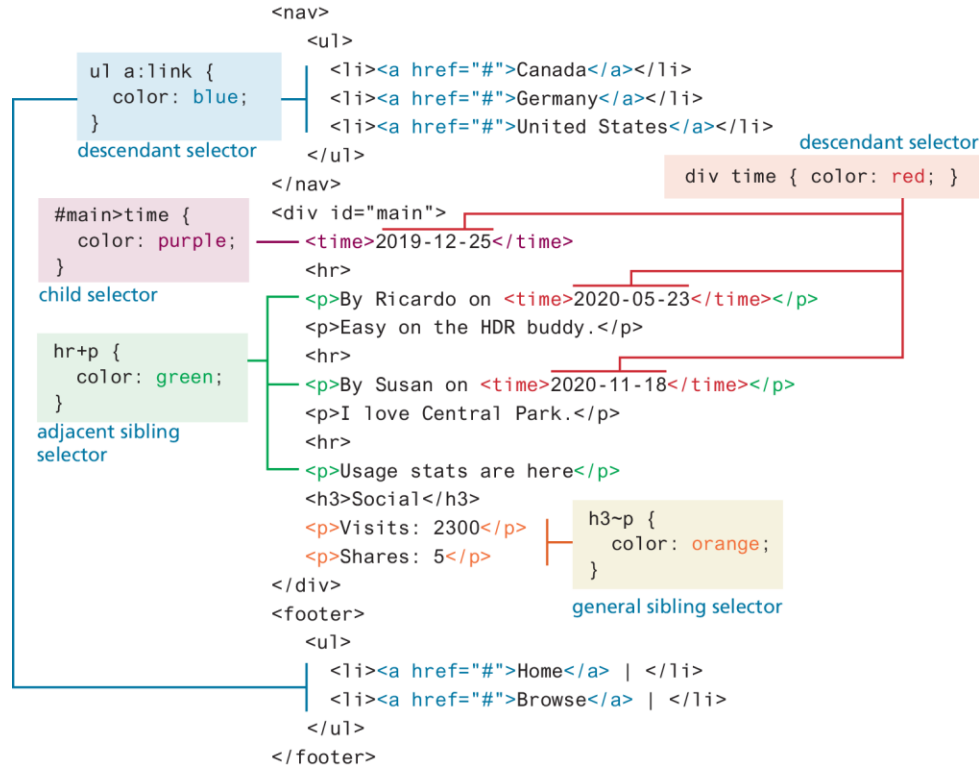 <nav>
<ul>
ul a:link {
color: blue;
}
descendant selector
<li><a href="#">Canada</a></li>
<li><a href="#">Germany</a></li>
<li><a href="#">United States</a></li>
</ul>
descendant selector
div time { color: red; }
</nav>
<div id="main">
#main>time {
color: purple;
}
child selector
<time>2019-12-25</time>
<hr>
<p>By Ricardo on <time>2020-05-23</time></p>
<p>Easy on the HDR buddy.</p>
<hr>
hr+p {
color: green;
}
adjacent sibling
selector
<p>By Susan on <time>2020-11-18</time></p>
<p>I love Central Park.</p>
<hr>
<p>Usage stats are here</p>
<h3>Social</h3>
<p>Visits: 2300</p>
<p>Shares: 5</p>
h3~p {
color: orange;
}
general sibling selector
</div>
<footer>
<ul>
<li><a href="#">Home</a> | </li>
<li><a href="#">Browse</a> | </li>
</ul>
</footer>